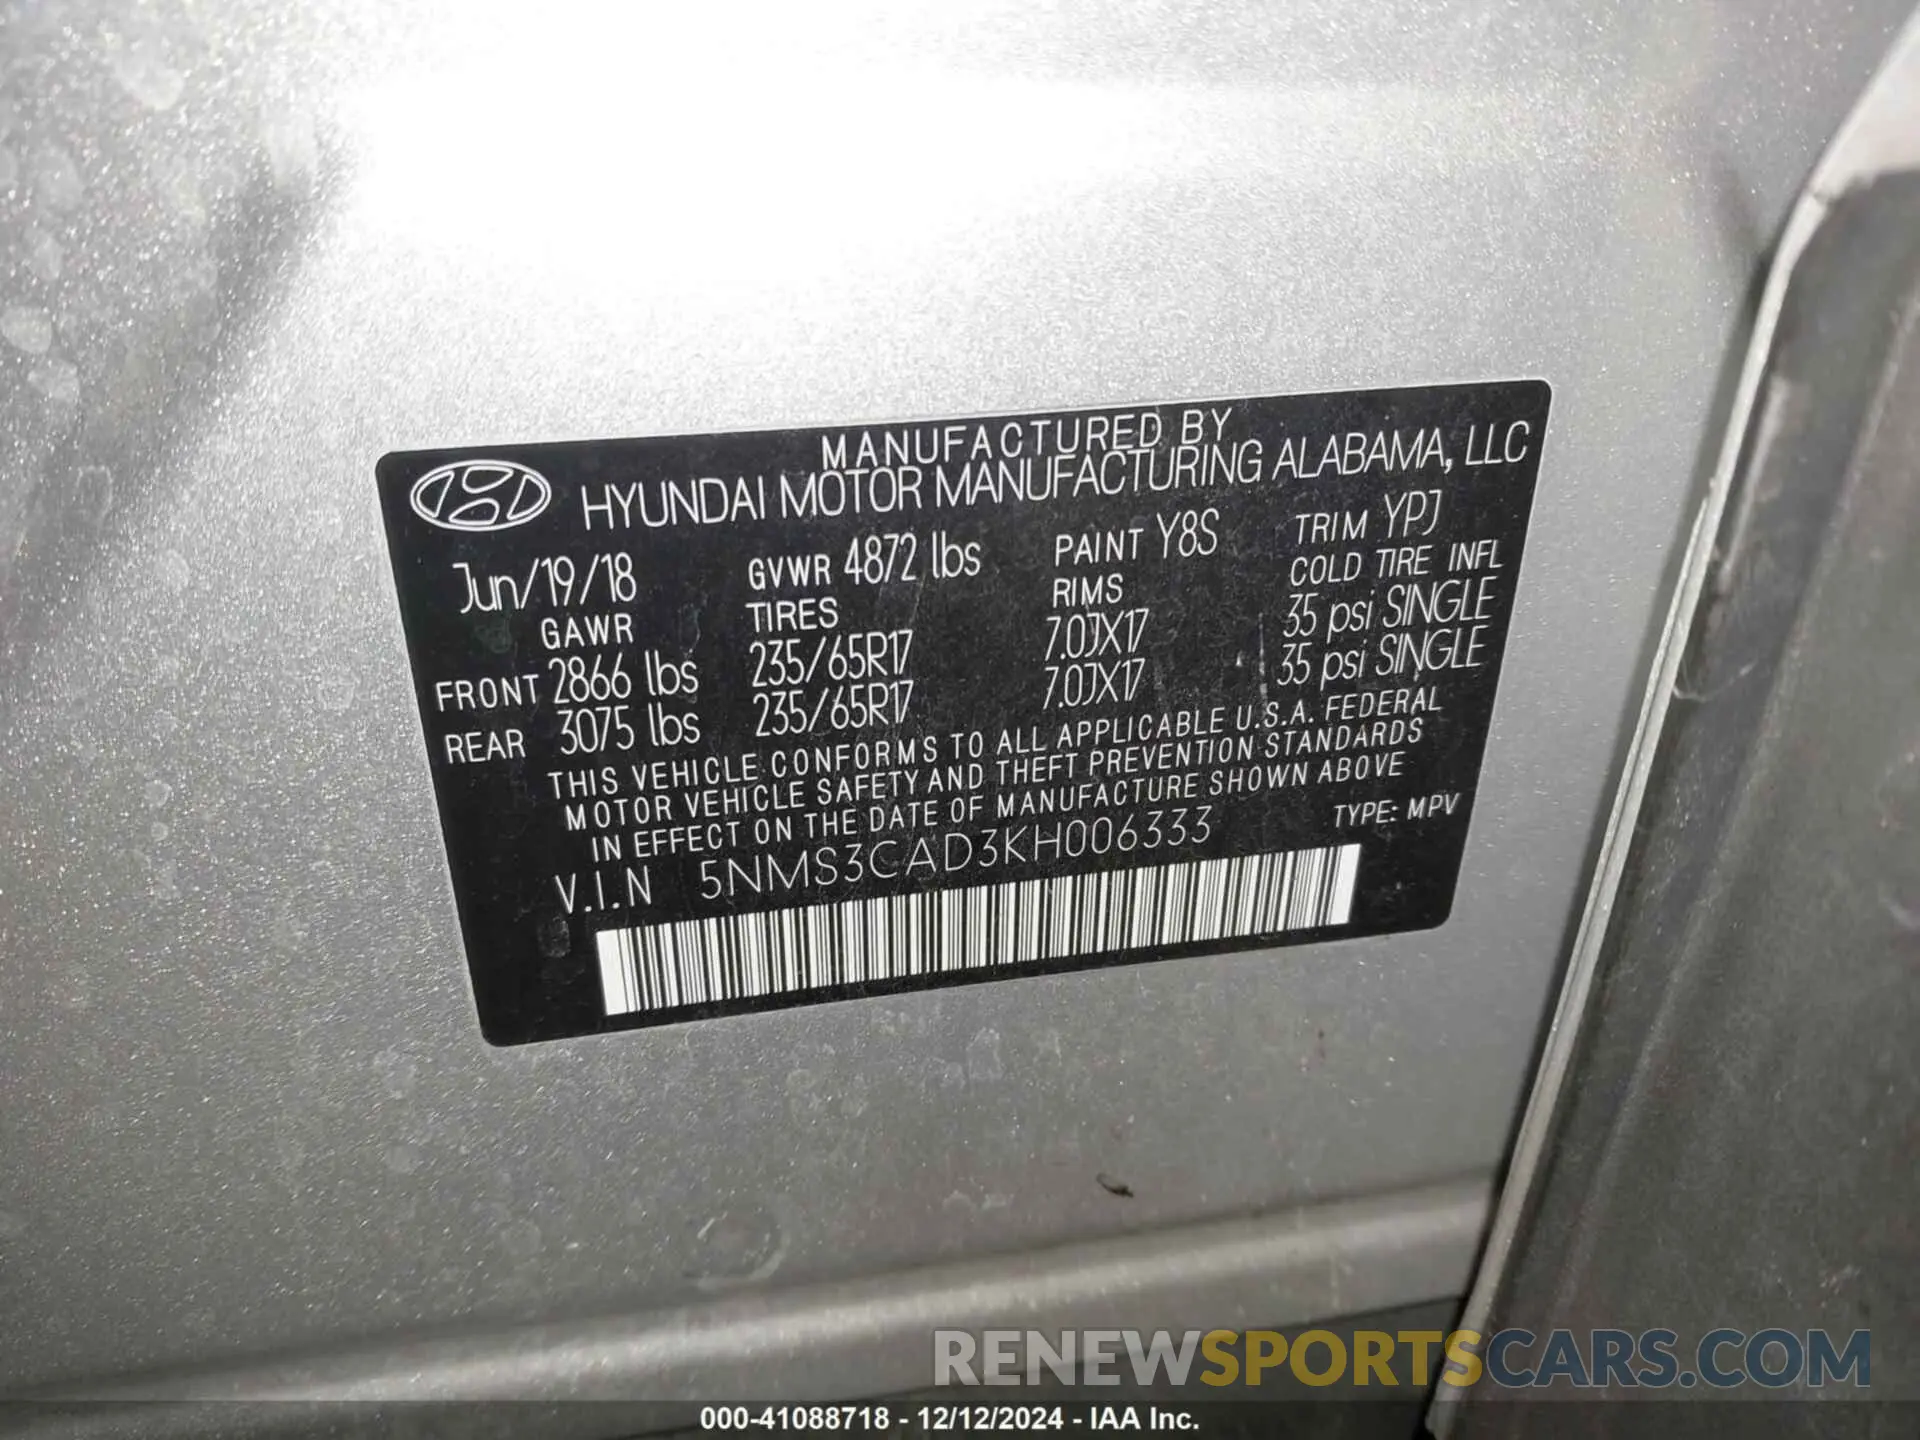 MANUFACTURED BY
HYUNDAI MOTOR MANUFACTURING ALABAMA, LLC
Jun/19/18 GVWR 4872 lbs PAINT Y8S TRIM YPJ
GAWR TIRES RIMS COLD TIRE INFL
FRONT 2866 lbs 235/65R17 7.0JX17 35 psi SINGLE
REAR 3075 lbs 235/65R17 7.0JX17 35 psi SINGLE
THIS VEHICLE CONFORMS TO ALL APPLICABLE U.S.A. FEDERAL
MOTOR VEHICLE SAFETY AND THEFT PREVENTION STANDARDS
IN EFFECT ON THE DATE OF MANUFACTURE SHOWN ABOVE
V.I.N 5NMS3CAD3KH006333 TYPE: MPV
RENEWSPORTSCARS.COM
000-41088718 - 12/12/2024 - IAA Inc.